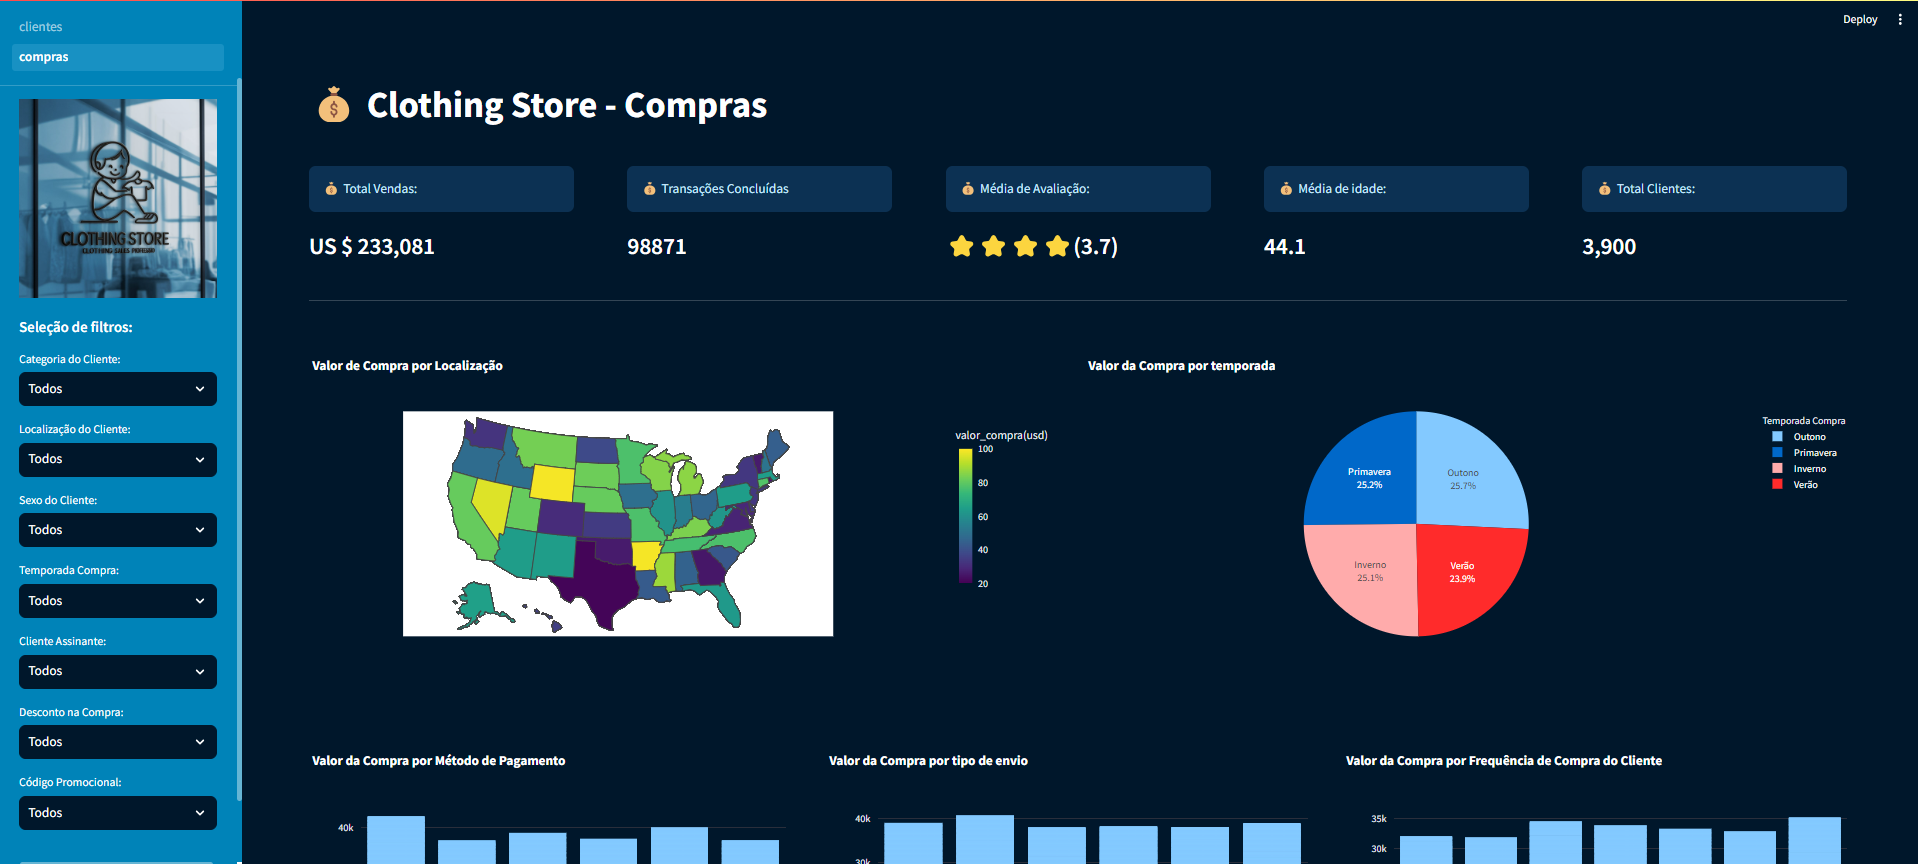 clientes
compras
Deploy
CLOTHING STORE
Seleção de filtros:
Categoria do Cliente:
Todos
Localização do Cliente:
Todos
Sexo do Cliente:
Todos
Temporada Compra:
Todos
Cliente Assinante:
Todos
Desconto na Compra:
Todos
Código Promocional:
Todos
Clothing Store - Compras
Total Vendas:
US $ 233,081
Transações Concluídas
98871
Média de Avaliação:
(3.7)
Média de idade:
44.1
Total Clientes:
3,900
Valor de Compra por Localização
valor_compra(usd)
100
80
60
40
20
Valor da Compra por temporada
Primavera
25.2%
Outono
25.7%
Inverno
25.1%
Verão
23.9%
Temporada Compra
Outono
Primavera
Inverno
Verão
Valor da Compra por Método de Pagamento
40k
Valor da Compra por tipo de envio
40k
30k
Valor da Compra por Frequência de Compra do Cliente
35k
30k